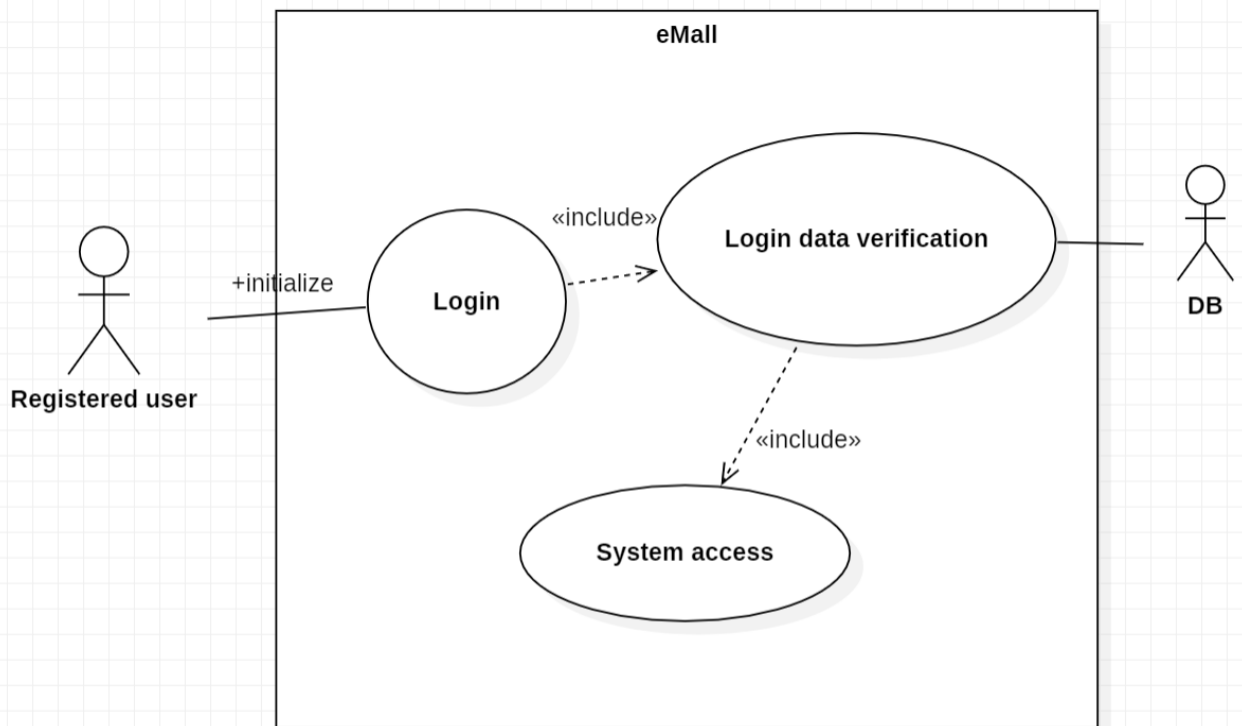 eMall
«include»
Login data verification
+initialize
Login
DB
Registered user
«include»
System access